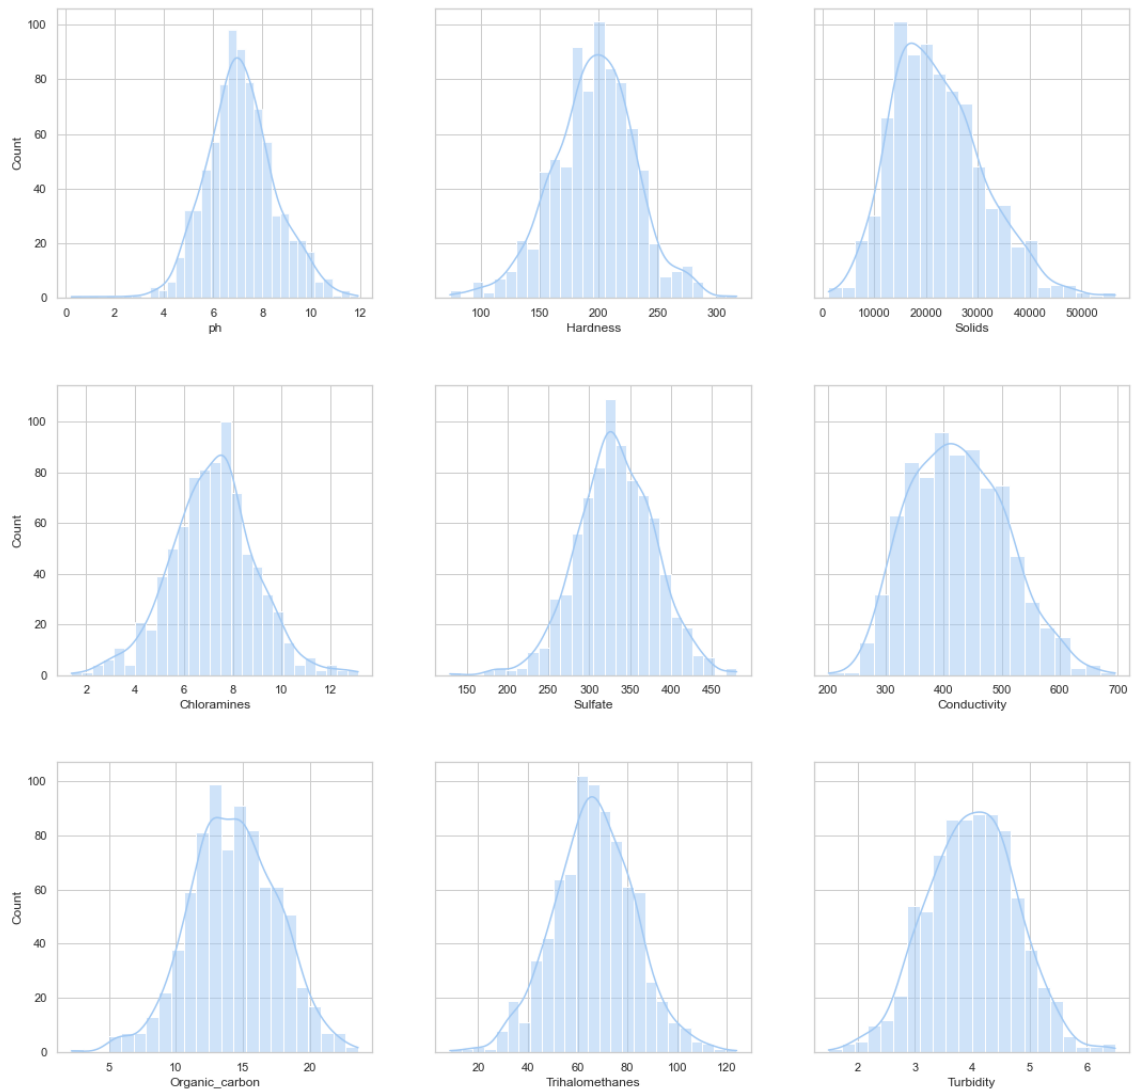 100
80
60
40
20
0
Count
0 2 4 6 8 10 12
ph
100 150 200 250 300
Hardness
0 10000 20000 30000 40000 50000
Solids
100
80
60
40
20
0
Count
2 4 6 8 10 12
Chloramines
150 200 250 300 350 400 450
Sulfate
200 300 400 500 600 700
Conductivity
100
80
60
40
20
0
Count
5 10 15 20
Organic_carbon
20 40 60 80 100 120
Trihalomethanes
2 3 4 5 6
Turbidity